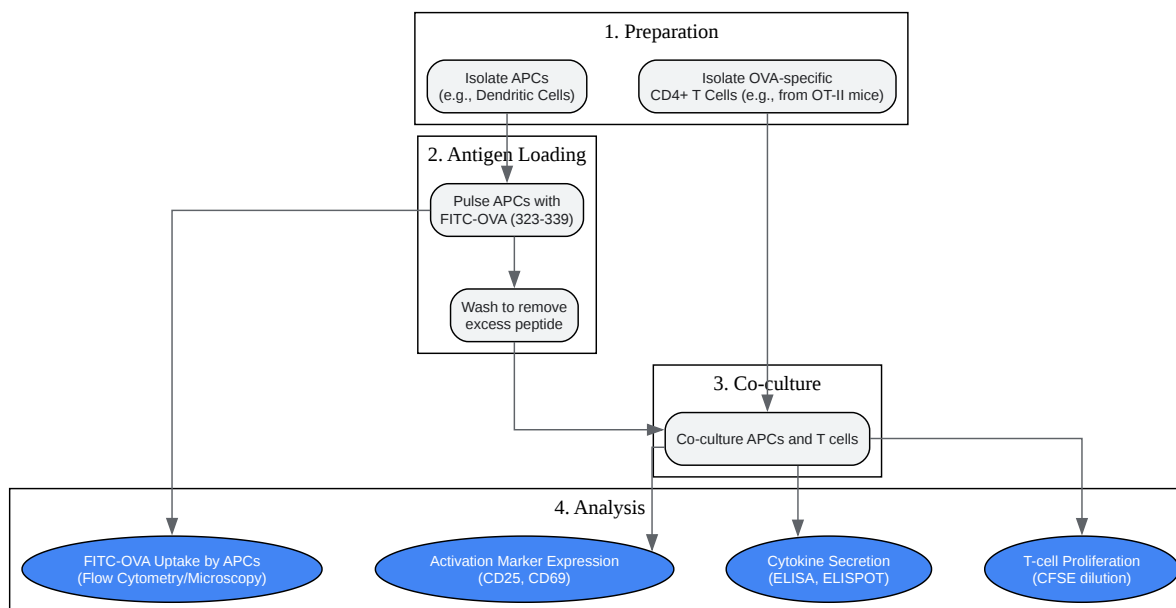 1. Preparation
Isolate APCs
(e.g., Dendritic Cells)
Isolate OVA-specific
CD4+ T Cells (e.g., from OT-II mice)
2. Antigen Loading
Pulse APCs with
FITC-OVA (323-339)
Wash to remove
excess peptide
3. Co-culture
Co-culture APCs and T cells
4. Analysis
FITC-OVA Uptake by APCs
(Flow Cytometry/Microscopy)
Activation Marker Expression
(CD25, CD69)
Cytokine Secretion
(ELISA, ELISPOT)
T-cell Proliferation
(CFSE dilution)